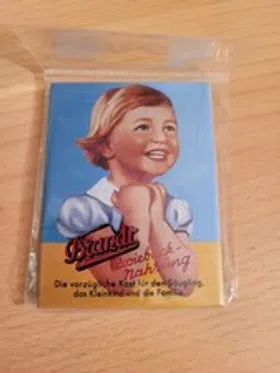 Brandt
Zwieback-
Nahrung
Die vorzügliche Kost für den Säugling,
das Kleinkind und die Familie.